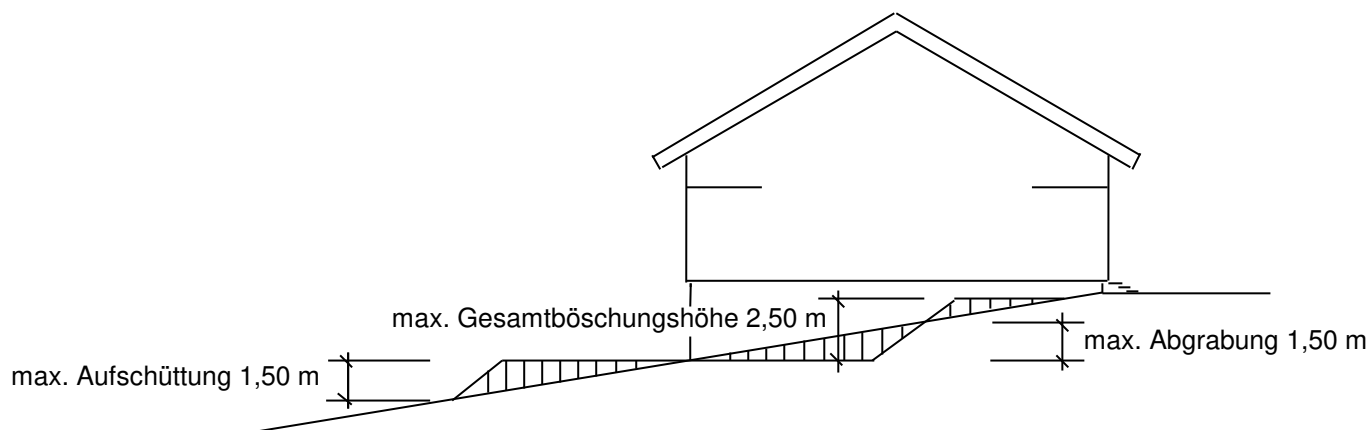 max. Gesamtböschungshöhe 2,50 m
max. Abgrabung 1,50 m
max. Aufschüttung 1,50 m